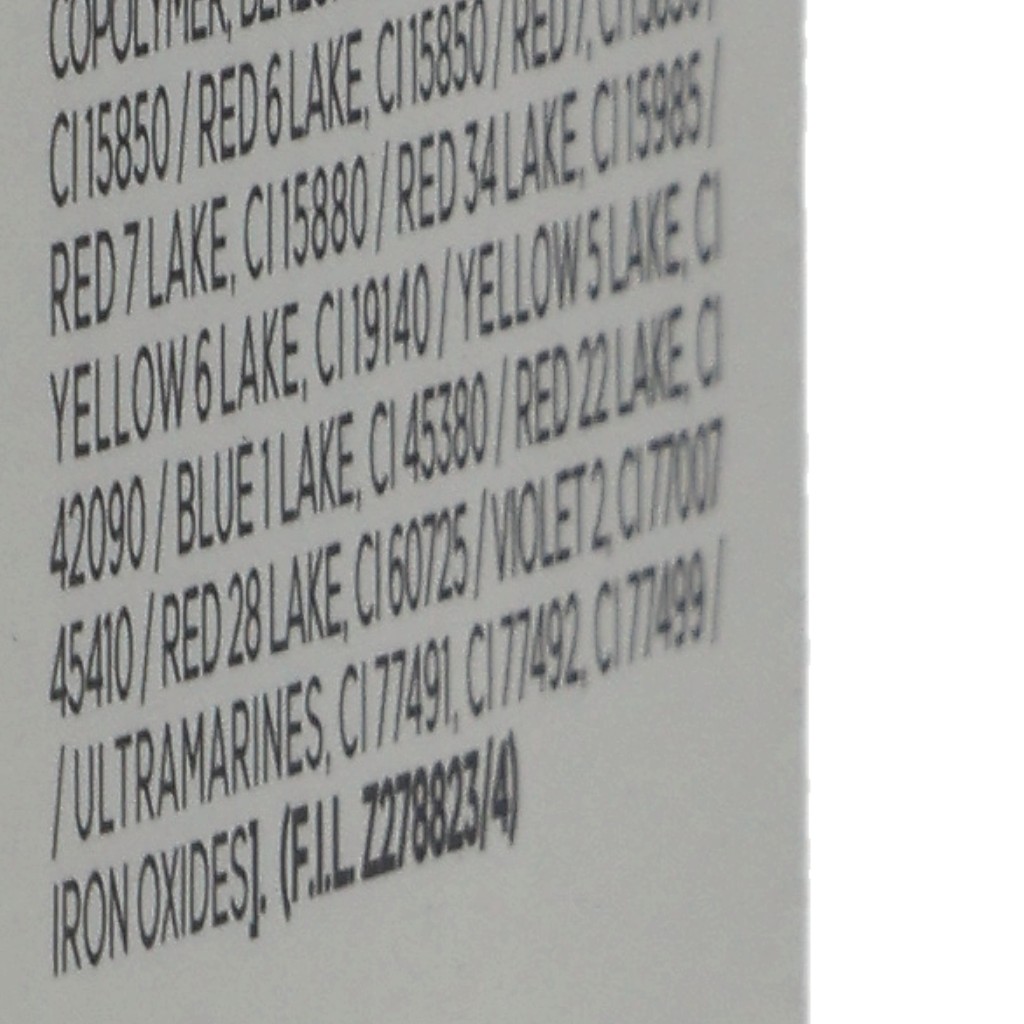 COPOLYMER,
CI 15850 / RED 6 LAKE, CI 15850 / RED 7,
RED 7 LAKE, CI 15880 / RED 34 LAKE, CI 15985 /
YELLOW 6 LAKE, CI 19140 / YELLOW 5 LAKE, CI
42090 / BLUE 1 LAKE, CI 45380 / RED 22 LAKE, CI
45410 / RED 28 LAKE, CI 60725 / VIOLET 2, CI 77007
/ ULTRAMARINES, CI 77491, CI 77492, CI 77499 /
IRON OXIDES]. (F.I.L. Z278823/4)